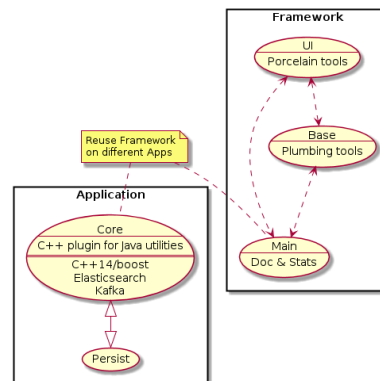 Framework
UI
Porcelain tools
Base
Plumbing tools
Reuse Framework
on different Apps
Application
Core
C++ plugin for Java utilities
C++14/boost
Elasticsearch
Kafka
Main
Doc & Stats
Persist